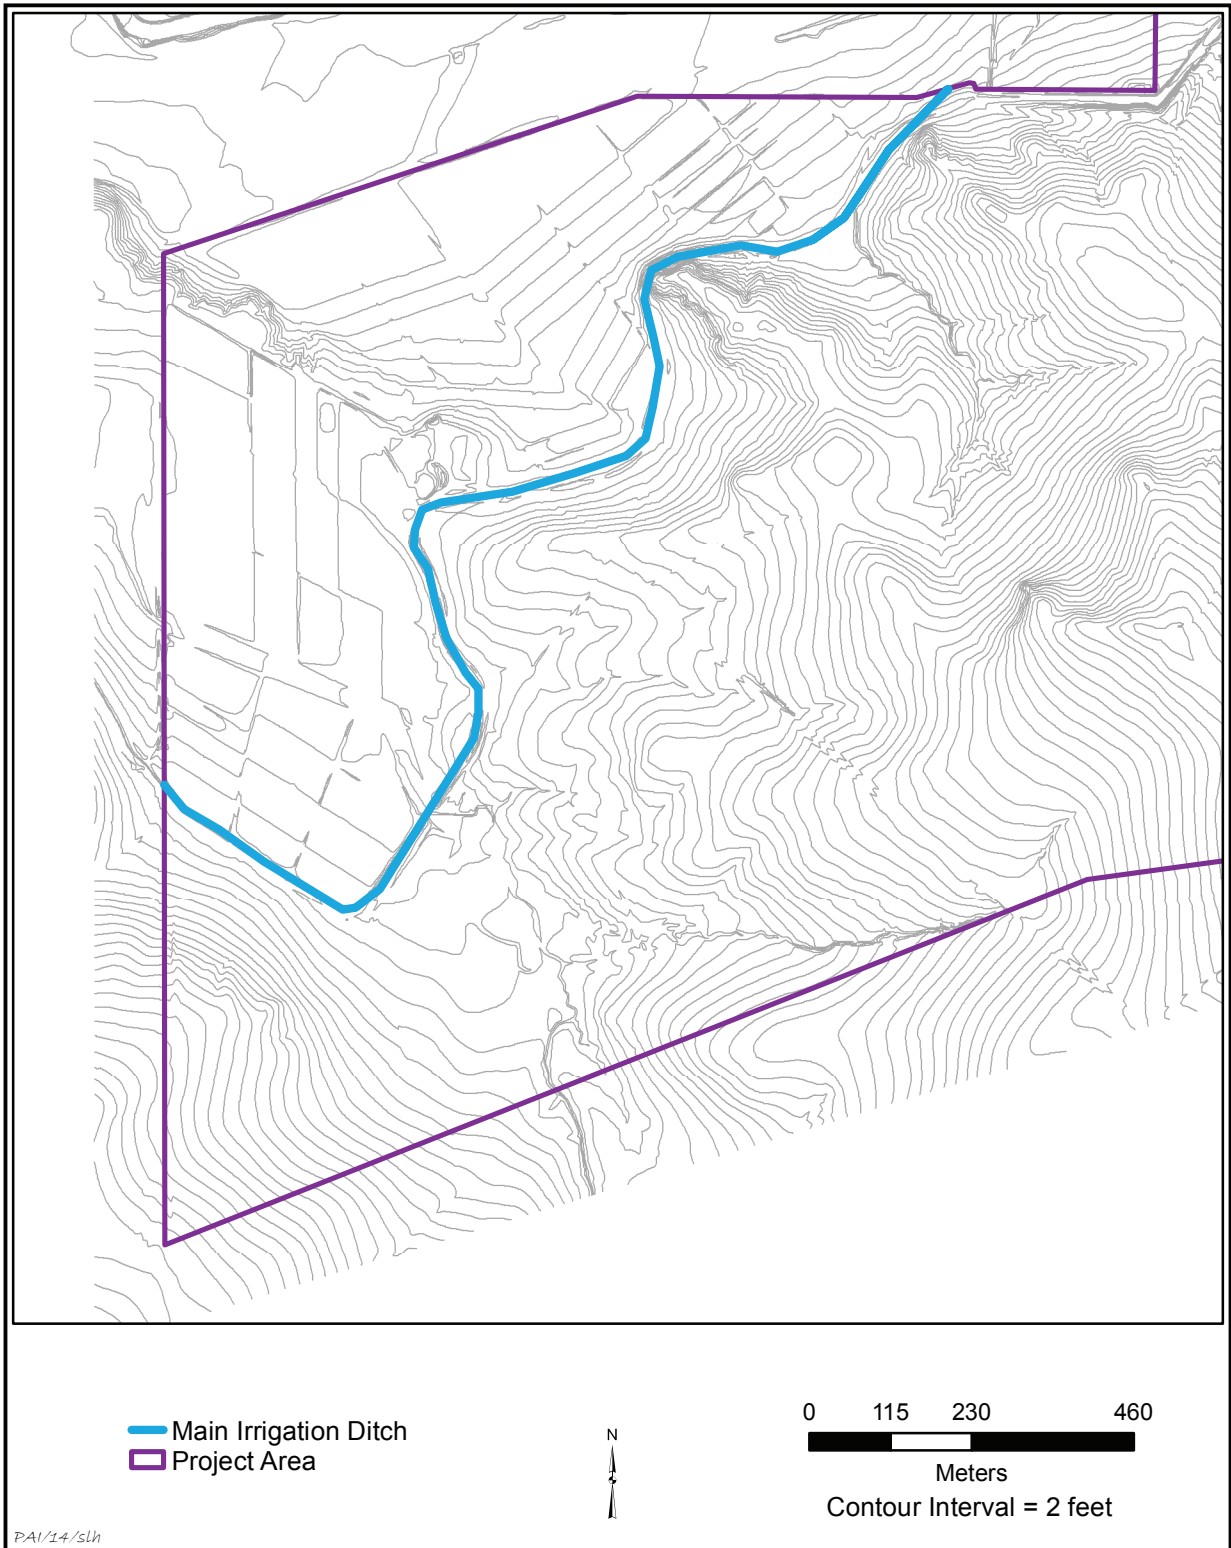 Main Irrigation Ditch
Project Area
N
0 115 230 460
Meters
Contour Interval = 2 feet
PAI/14/slh